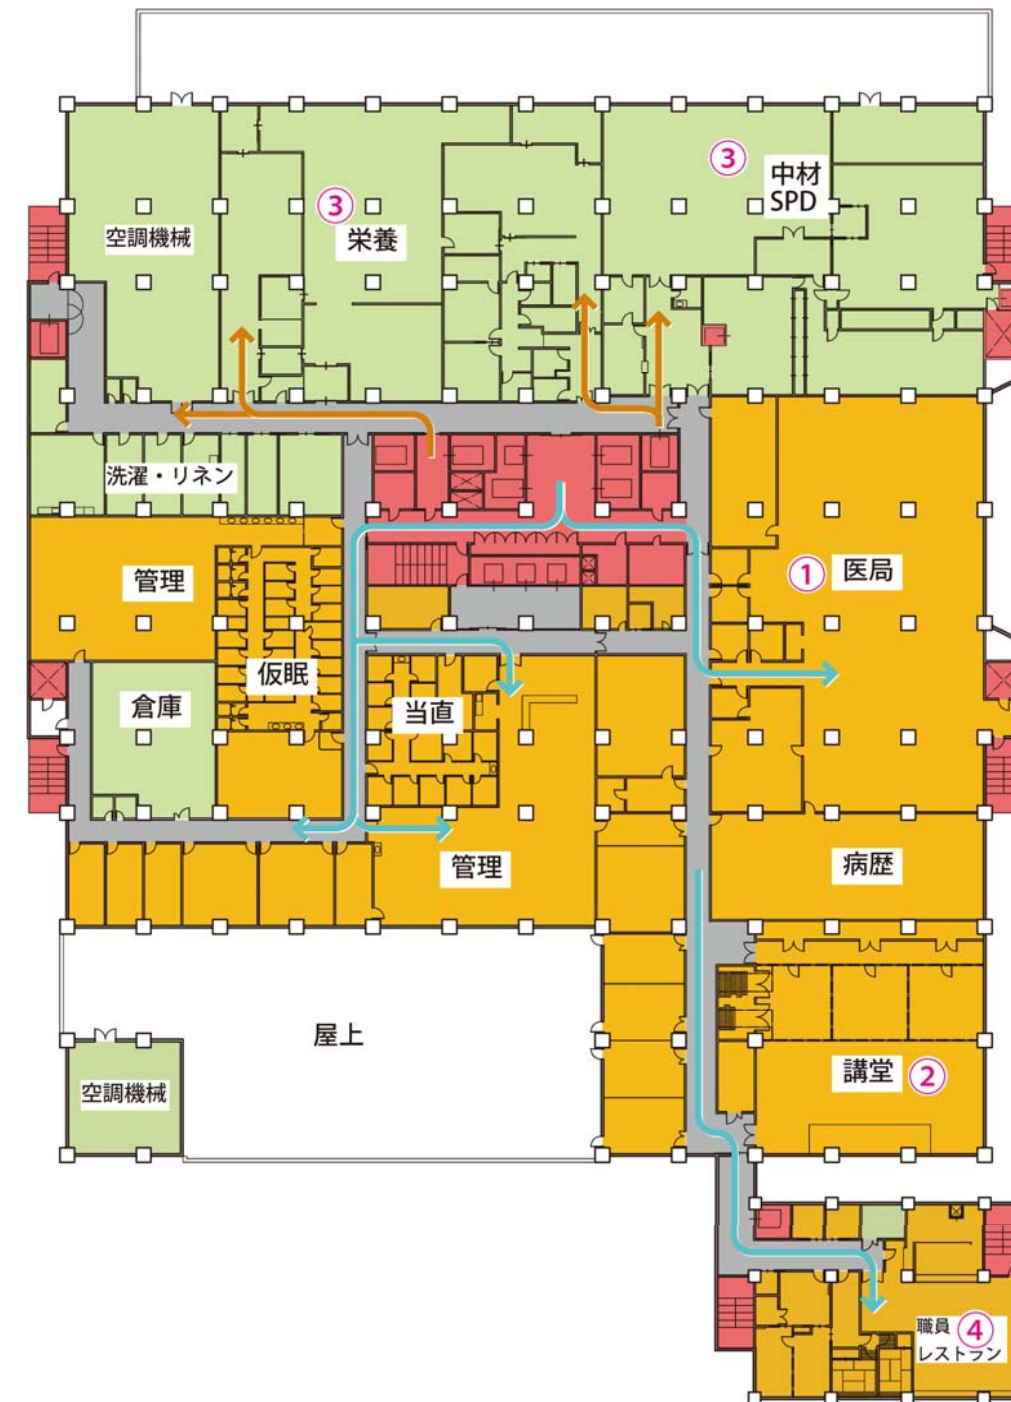 ③
中材
SPD
③
栄養
空調機械
洗濯・リネン
管理
① 医局
仮眠
倉庫
当直
管理
病歴
屋上
講堂 ②
空調機械
職員 ④
レストラン